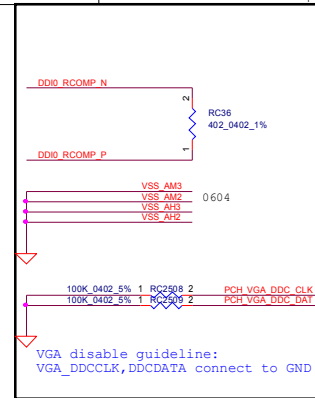 DDI0_RCOMP_N
2
RC36
402_0402_1%
1
DDI0_RCOMP_P
VSS_AM3
VSS_AM2 0604
VSS_AH3
VSS_AH2
100K_0402_5% 1 RC2508 2 PCH_VGA_DDC_CLK
100K_0402_5% 1 RC2509 2 PCH_VGA_DDC_DAT
VGA disable guideline:
VGA_DDCCLK,DDCDATA connect to GND